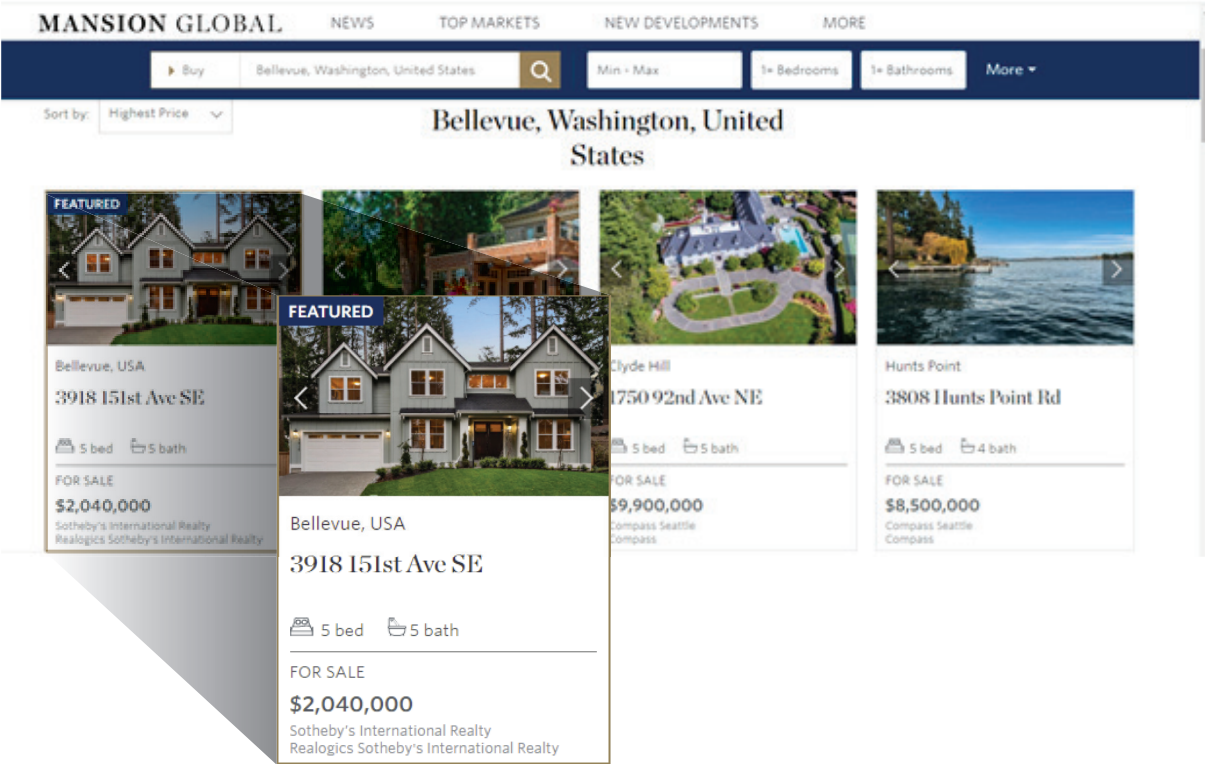 MANSION GLOBAL NEWS TOP MARKETS NEW DEVELOPMENTS MORE
Buy Bellevue, Washington, United States Min - Max 1+ Bedrooms 1+ Bathrooms More
Sort by: Highest Price
Bellevue, Washington, United
States
FEATURED
Bellevue, USA
3918 151st Ave SE
5 bed 5 bath
FOR SALE
$2,040,000
Sotheby's International Realty
Realogics Sotheby's International Realty
FEATURED
Bellevue, USA
3918 151st Ave SE
5 bed 5 bath
FOR SALE
$2,040,000
Sotheby's International Realty
Realogics Sotheby's International Realty
Clyde Hill
1750 92nd Ave NE
5 bed 5 bath
FOR SALE
$9,900,000
Compass Seattle
Compass
Hunts Point
3808 Hunts Point Rd
5 bed 4 bath
FOR SALE
$8,500,000
Compass Seattle
Compass